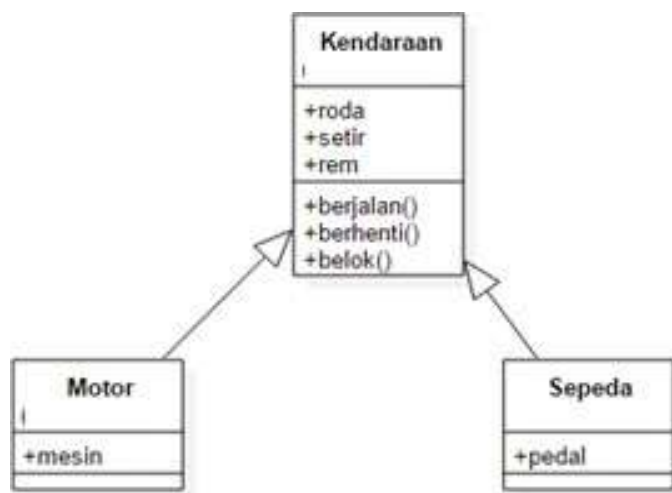 Kendaraan
+roda
+setir
+rem
+berjalan()
+berhenti()
+belok()
Motor
+mesin
Sepeda
+pedal